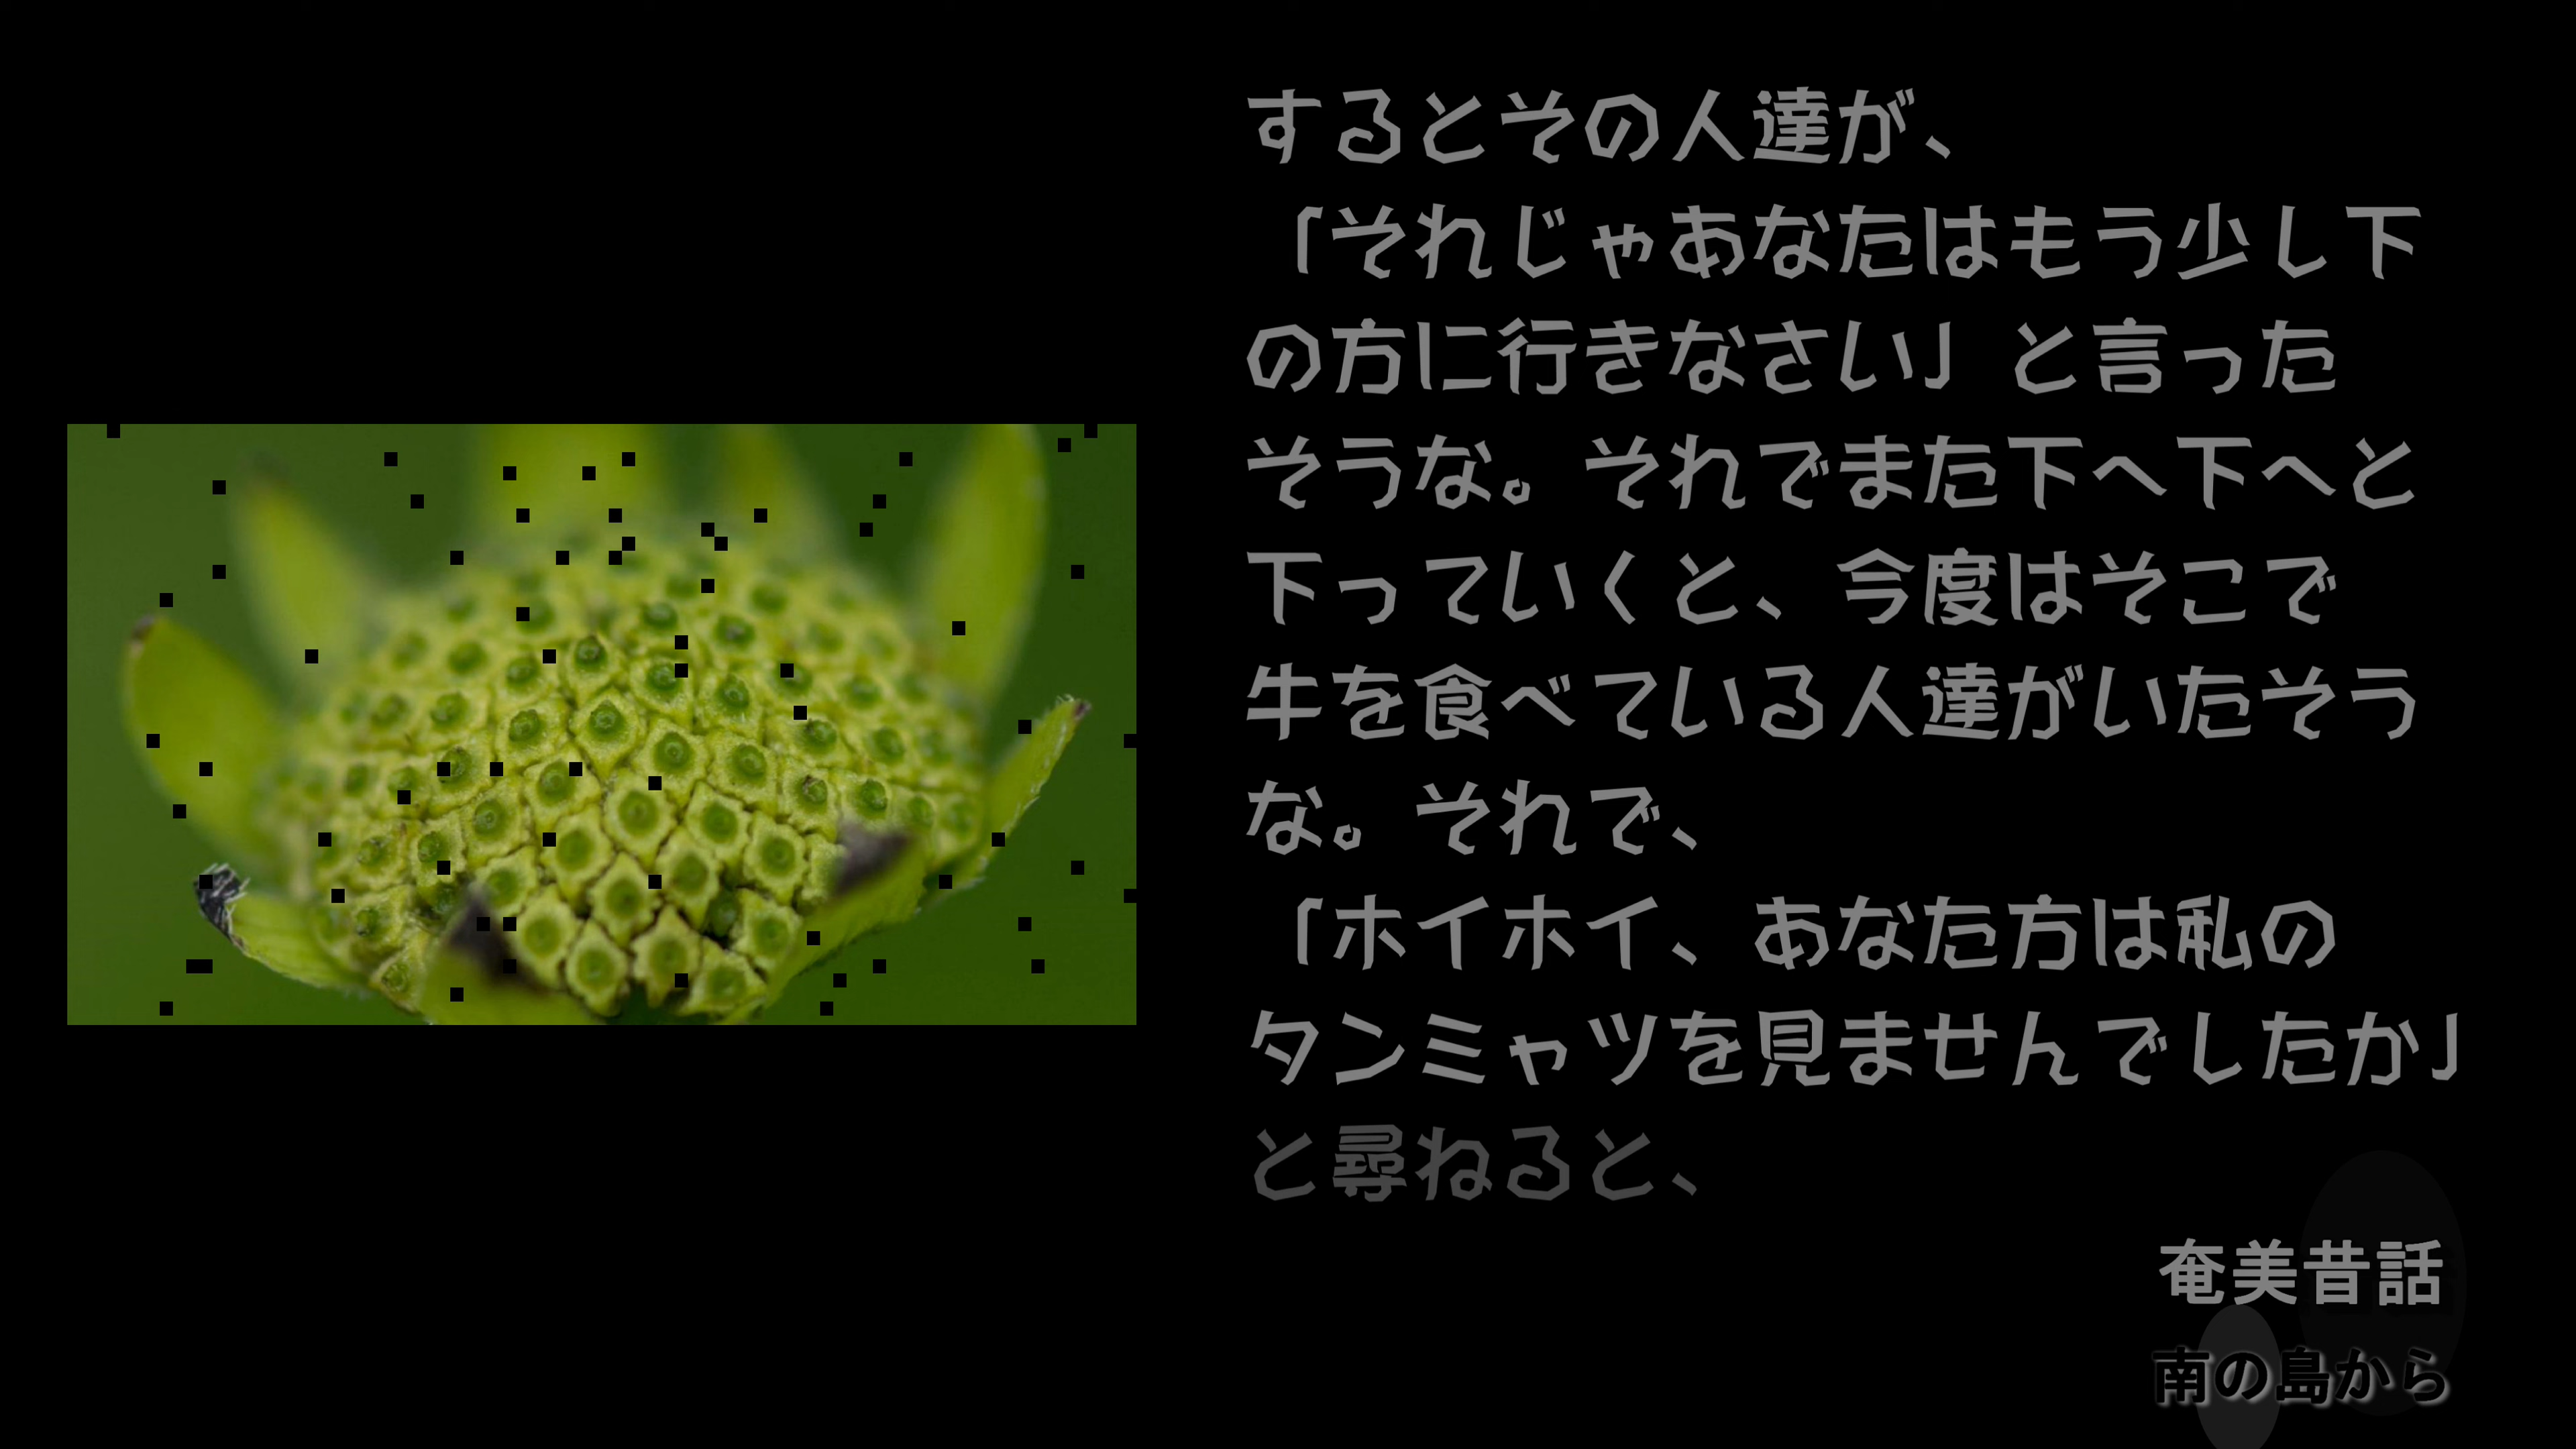 するとその人達が、
「それじゃあなたはもう少し下
の方に行きなさい」と言った
そうな。それでまた下へ下へと
下っていくと、今度はそこで
牛を食べている人達がいたそう
な。それで、
「ホイホイ、あなた方は私の
タンミャツを見ませんでしたか」
と尋ねると、
奄美昔話
南の島から